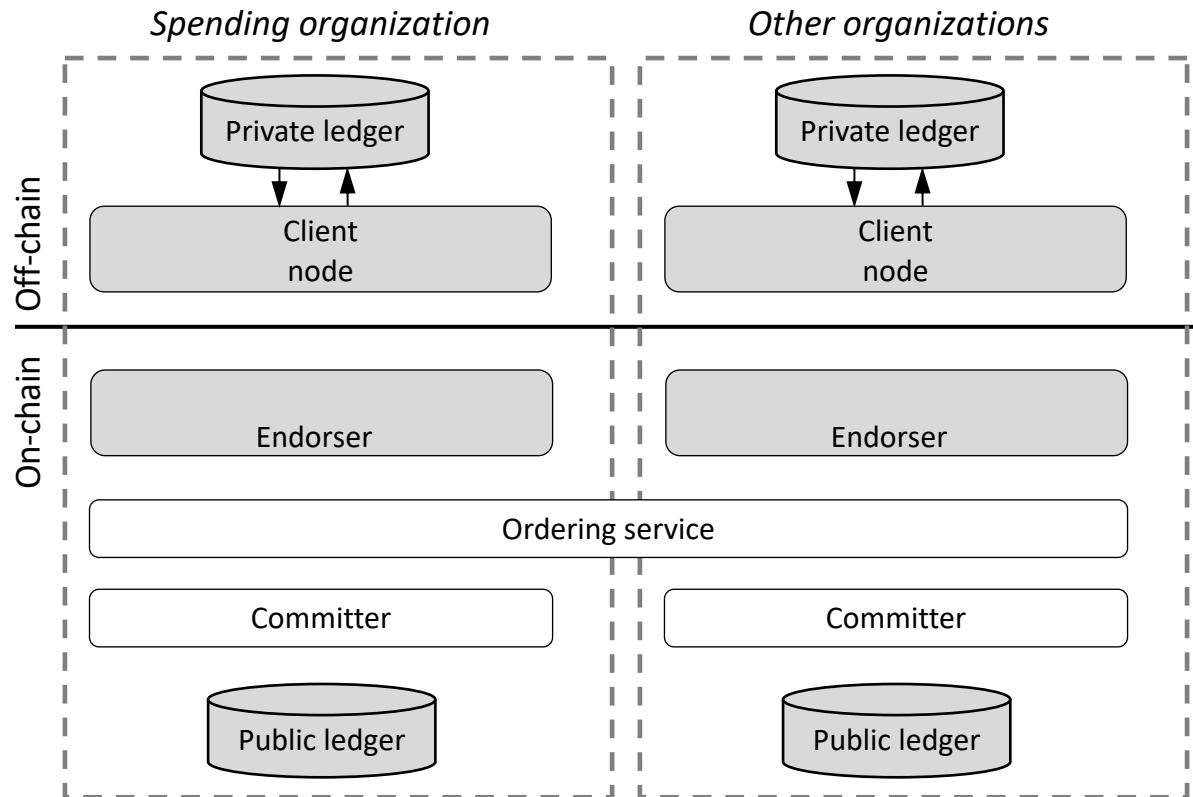 Spending organization
Other organizations
Off-chain
Private ledger
Private ledger
Client
node
Client
node
On-chain
Endorser
Endorser
Ordering service
Committer
Committer
Public ledger
Public ledger